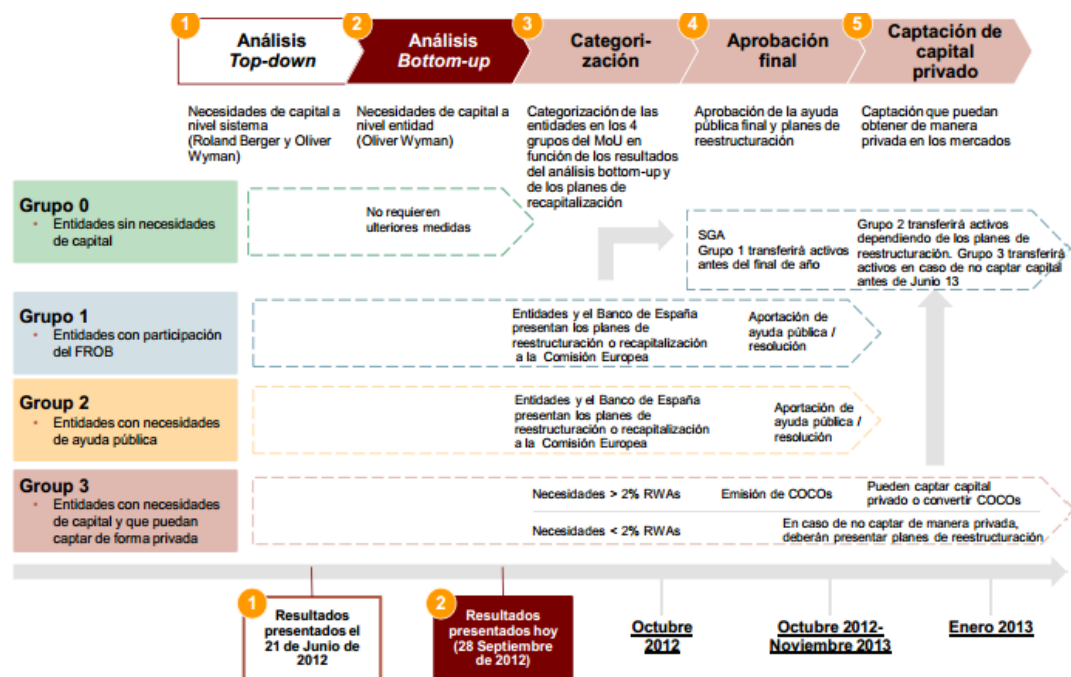 1
Análisis
Top-down
2
Análisis
Bottom-up
3
Categori-
zación
4
Aprobación
final
5
Captación de
capital
privado
Necesidades de capital a
nivel sistema
(Roland Berger y Oliver
Wyman)
Necesidades de capital a
nivel entidad
(Oliver Wyman)
Categorización de las
entidades en los 4
grupos del MoU en
función de los resultados
del análisis bottom-up y
de los planes de
recapitalización
Aprobación de la ayuda
pública final y planes de
reestructuración
Captación que puedan
obtener de manera
privada en los mercados
Grupo 0
• Entidades sin necesidades
de capital
No requieren
ulteriores medidas
SGA
Grupo 1 transferirá activos
antes del final de año
Grupo 2 transferirá activos
dependiendo de los planes de
reestructuración. Grupo 3 transferirá
activos en caso de no captar capital
antes de Junio 13
Grupo 1
• Entidades con participación
del FROB
Entidades y el Banco de España
presentan los planes de
reestructuración o recapitalización
a la Comisión Europea
Aportación de
ayuda pública /
resolución
Group 2
• Entidades con necesidades
de ayuda pública
Entidades y el Banco de España
presentan los planes de
reestructuración o recapitalización
a la Comisión Europea
Aportación de
ayuda pública /
resolución
Group 3
• Entidades con necesidades
de capital y que puedan
captar de forma privada
Necesidades > 2% RWAs
Emisión de COCOs
Pueden captar capital
privado o convertir COCOs
Necesidades < 2% RWAs
En caso de no captar de manera privada,
deberán presentar planes de reestructuración
1
Resultados
presentados el
21 de Junio de
2012
2
Resultados
presentados hoy
(28 Septiembre
de 2012)
Octubre
2012
Octubre 2012-
Noviembre 2013
Enero 2013